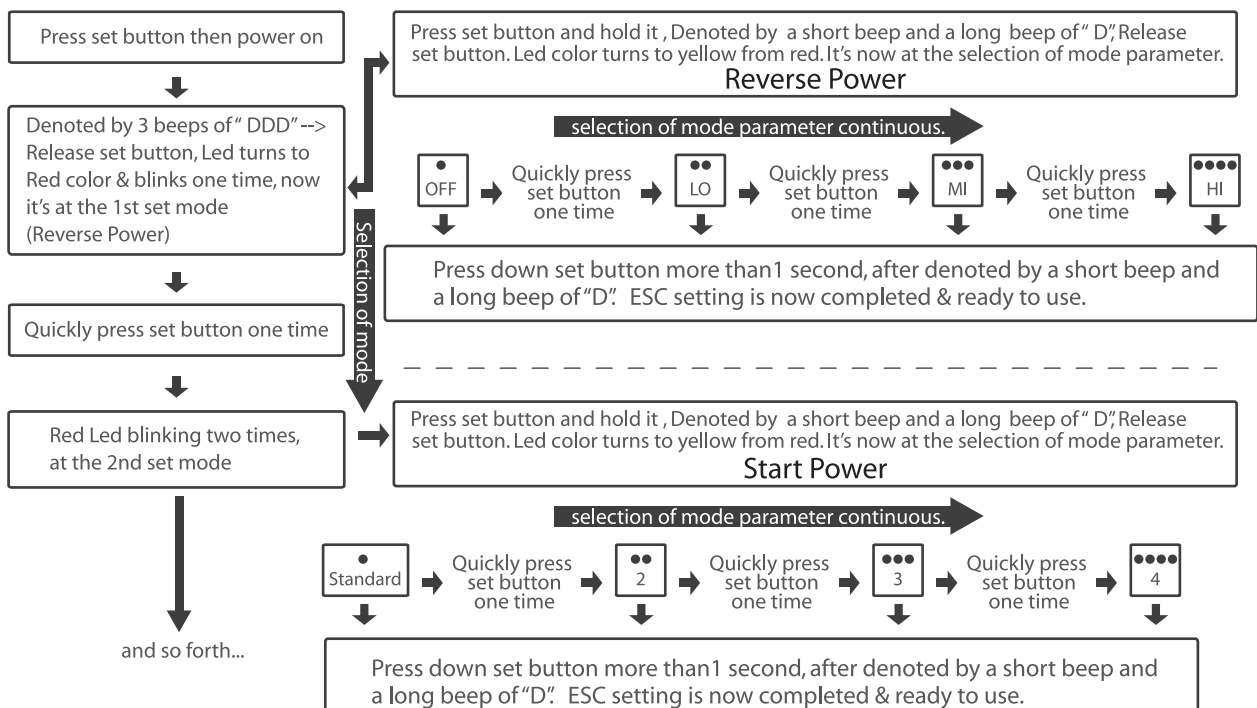 Press set button then power on
Denoted by 3 beeps of “ DDD” -->
Release set button, Led turns to
Red color & blinks one time, now
it’s at the 1st set mode
(Reverse Power)
Quickly press set button one time
Red Led blinking two times,
at the 2nd set mode
and so forth...
Selection of mode
Press set button and hold it , Denoted by a short beep and a long beep of “ D”, Release
set button. Led color turns to yellow from red. It’s now at the selection of mode parameter.
Reverse Power
selection of mode parameter continuous.
OFF
Quickly press
set button
one time
LO
Quickly press
set button
one time
MI
Quickly press
set button
one time
HI
Press down set button more than1 second, after denoted by a short beep and
a long beep of “D”. ESC setting is now completed & ready to use.
Press set button and hold it , Denoted by a short beep and a long beep of “ D”, Release
set button. Led color turns to yellow from red. It’s now at the selection of mode parameter.
Start Power
selection of mode parameter continuous.
Standard
Quickly press
set button
one time
2
Quickly press
set button
one time
3
Quickly press
set button
one time
4
Press down set button more than1 second, after denoted by a short beep and
a long beep of “D”. ESC setting is now completed & ready to use.